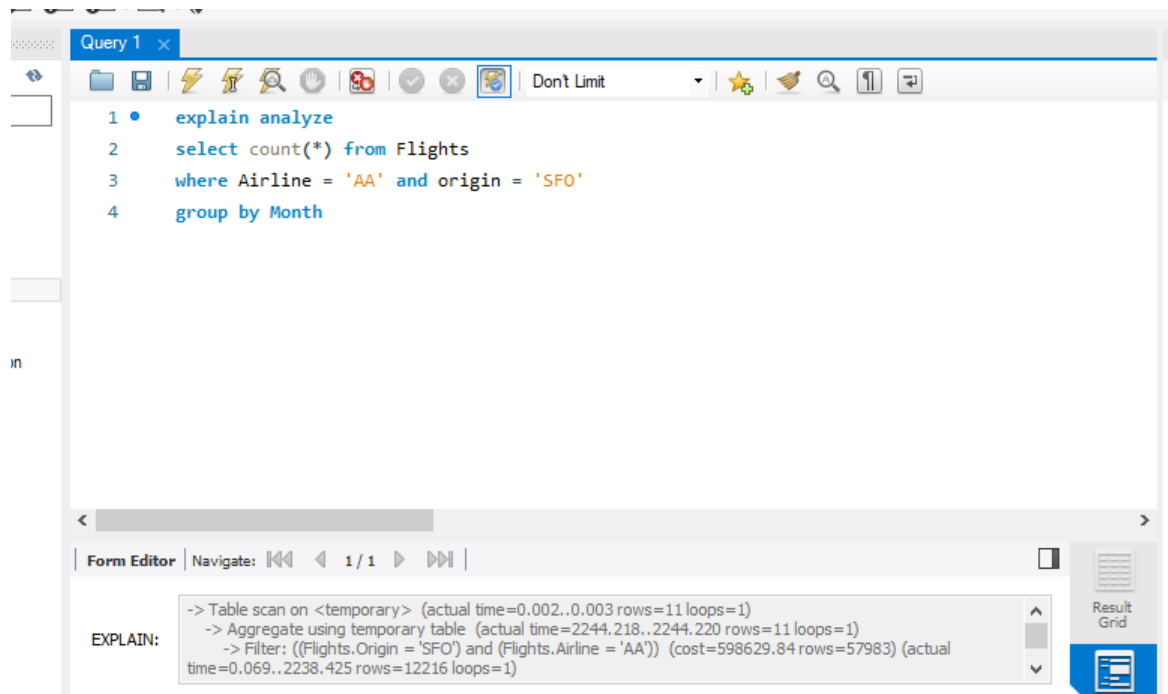 Query 1
Don't Limit
1 explain analyze
2 select count(*) from Flights
3 where Airline = 'AA' and origin = 'SFO'
4 group by Month
on
Form Editor Navigate: 1 / 1
EXPLAIN:
-> Table scan on <temporary> (actual time=0.002..0.003 rows=11 loops=1)
-> Aggregate using temporary table (actual time=2244.218..2244.220 rows=11 loops=1)
-> Filter: ((Flights.Origin = 'SFO') and (Flights.Airline = 'AA')) (cost=598629.84 rows=57983) (actual
time=0.069..2238.425 rows=12216 loops=1)
Result
Grid